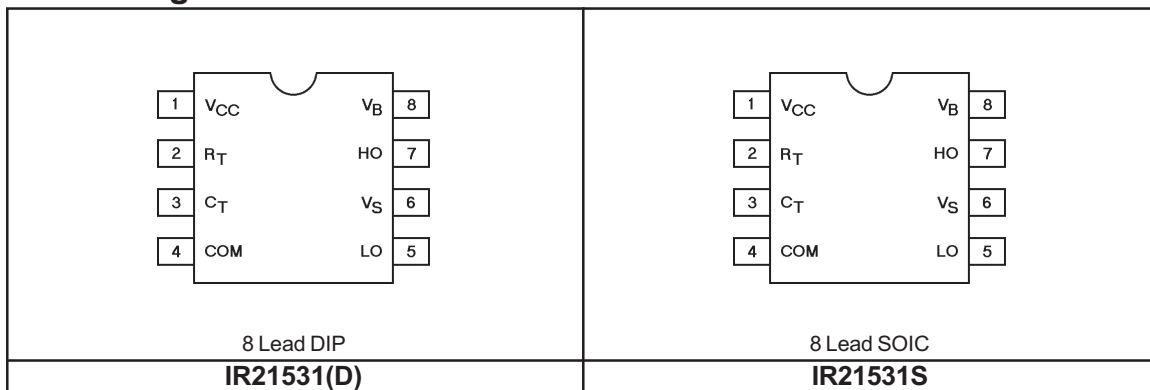 1 VCC VB 8
2 RT HO 7
3 CT VS 6
4 COM LO 5
8 Lead DIP
IR21531(D)
1 VCC VB 8
2 RT HO 7
3 CT VS 6
4 COM LO 5
8 Lead SOIC
IR21531S